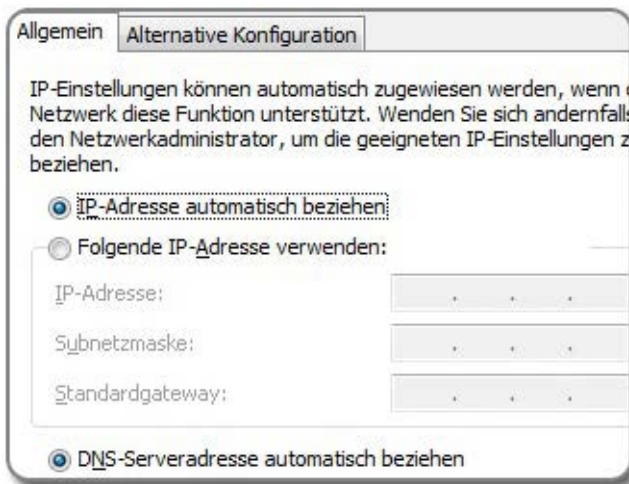 Allgemein
Alternative Konfiguration
IP-Einstellungen können automatisch zugewiesen werden, wenn
Netzwerk diese Funktion unterstützt. Wenden Sie sich andernfalls
den Netzwerkadministrator, um die geeigneten IP-Einstellungen z
beziehen.
IP-Adresse automatisch beziehen
Folgende IP-Adresse verwenden:
IP-Adresse:
Subnetzmaske:
Standardgateway:
DNS-Serveradresse automatisch beziehen